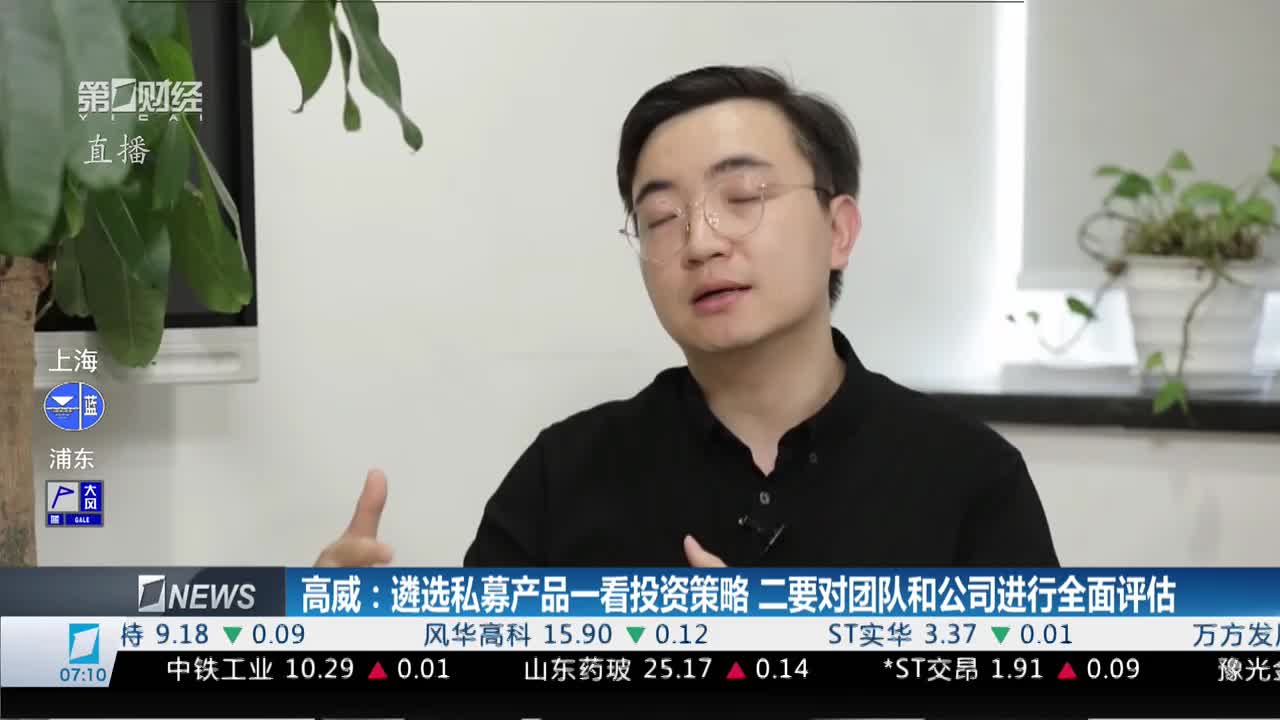 第一财经
YICAI
直播
上海
蓝
浦东
大风
GALE
NEWS
高威：遴选私募产品一看投资策略 二要对团队和公司进行全面评估
持 9.18 ▼ 0.09 风华高科 15.90 ▼ 0.12 ST实华 3.37 ▼ 0.01 万方发
07:10
中铁工业 10.29 ▲ 0.01 山东药玻 25.17 ▲ 0.14 *ST交昂 1.91 ▲ 0.09 豫光